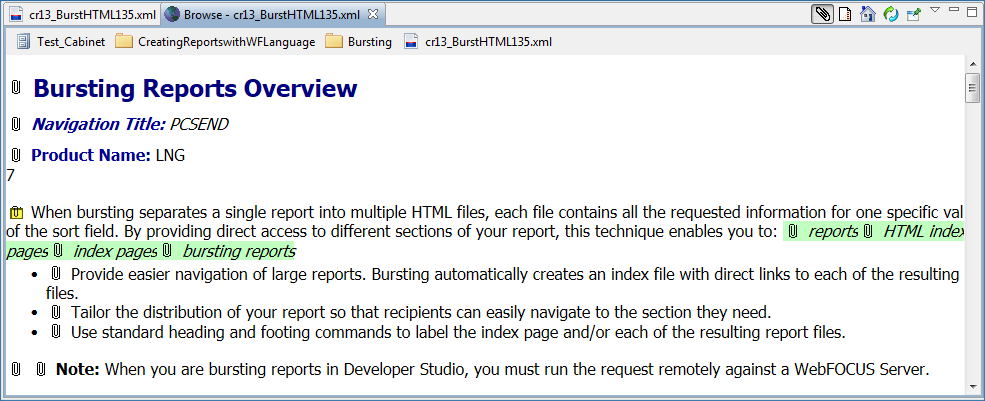 cr13_BurstHTML135.xml Browse - cr13_BurstHTML135.xml
Test_Cabinet CreatingReportswithWFLanguage Bursting cr13_BurstHTML135.xml
Bursting Reports Overview
Navigation Title: PCSEND
Product Name: LNG
7
When bursting separates a single report into multiple HTML files, each file contains all the requested information for one specific val
of the sort field. By providing direct access to different sections of your report, this technique enables you to: reports HTML index
pages index pages bursting reports
• Provide easier navigation of large reports. Bursting automatically creates an index file with direct links to each of the resulting
files.
• Tailor the distribution of your report so that recipients can easily navigate to the section they need.
• Use standard heading and footing commands to label the index page and/or each of the resulting report files.
Note: When you are bursting reports in Developer Studio, you must run the request remotely against a WebFOCUS Server.